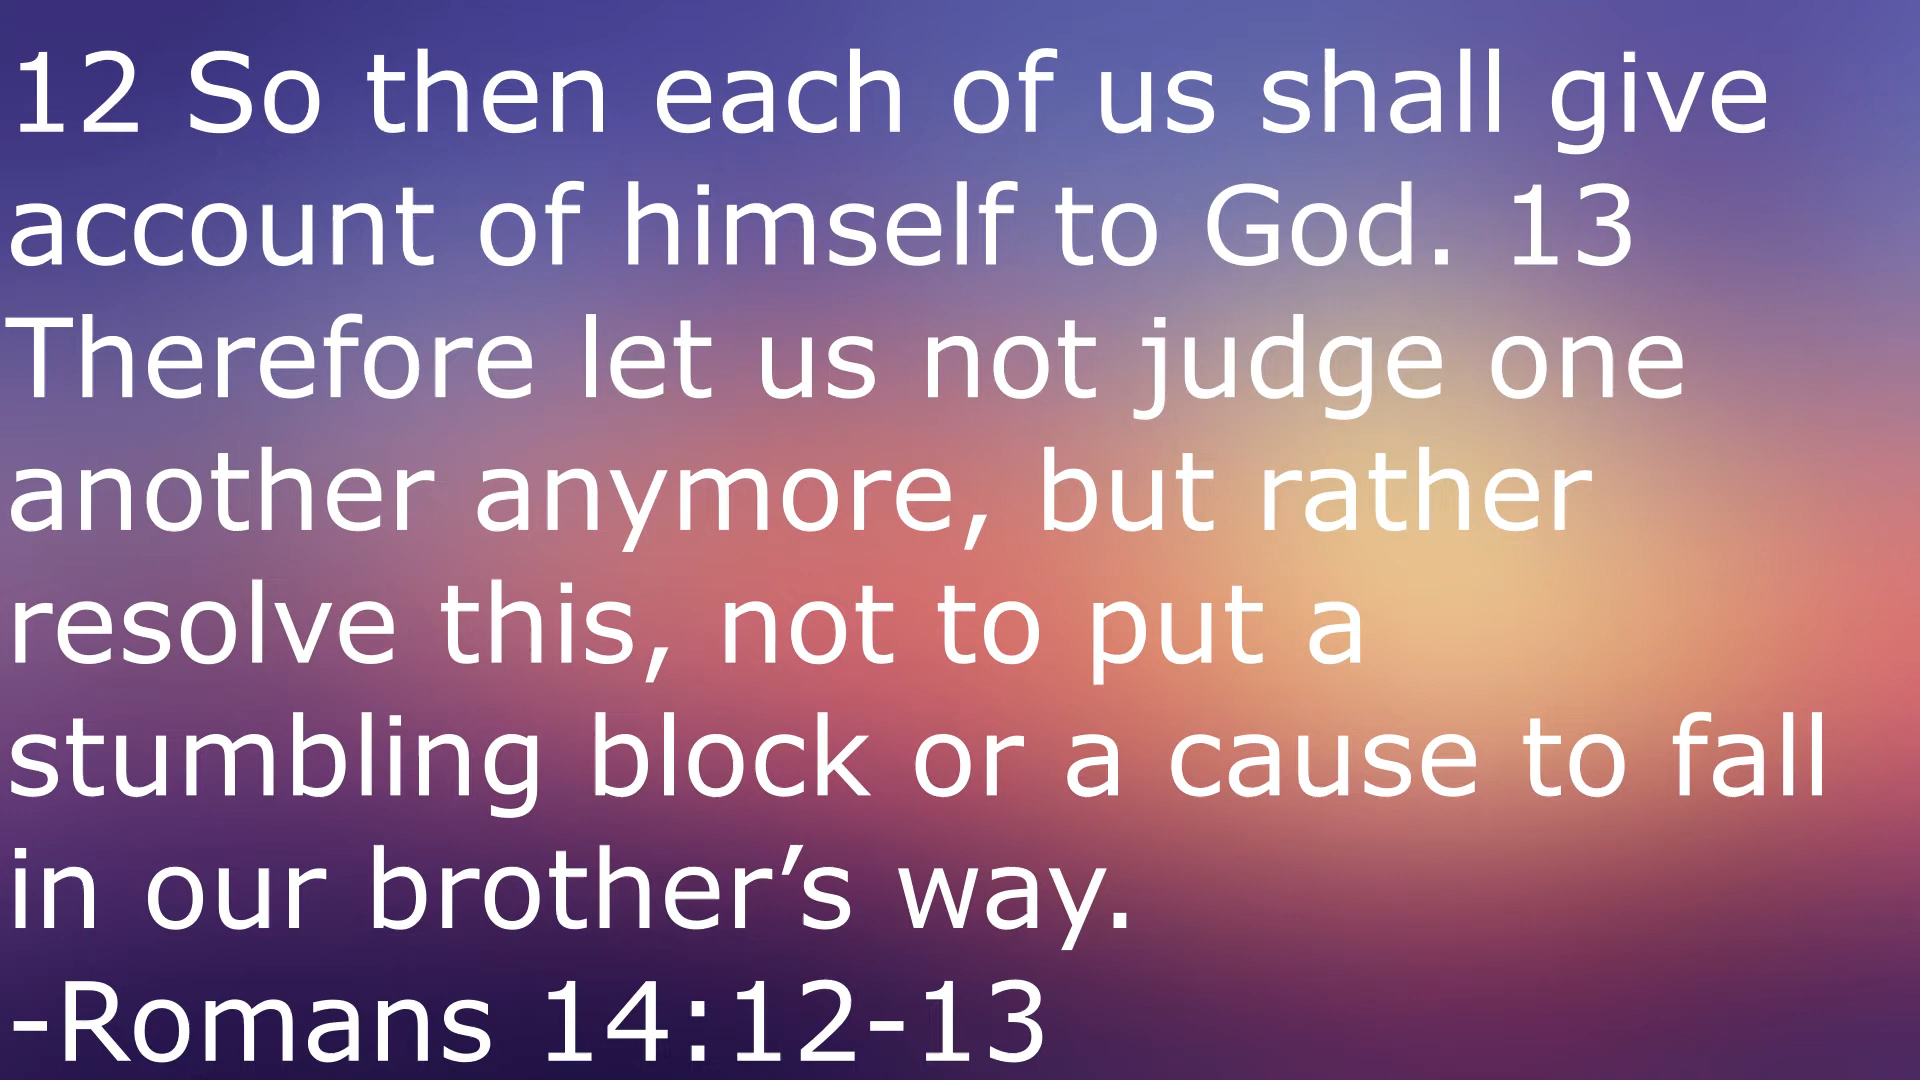 12 So then each of us shall give
account of himself to God. 13
Therefore let us not judge one
another anymore, but rather
resolve this, not to put a
stumbling block or a cause to fall
in our brother’s way.
-Romans 14:12-13